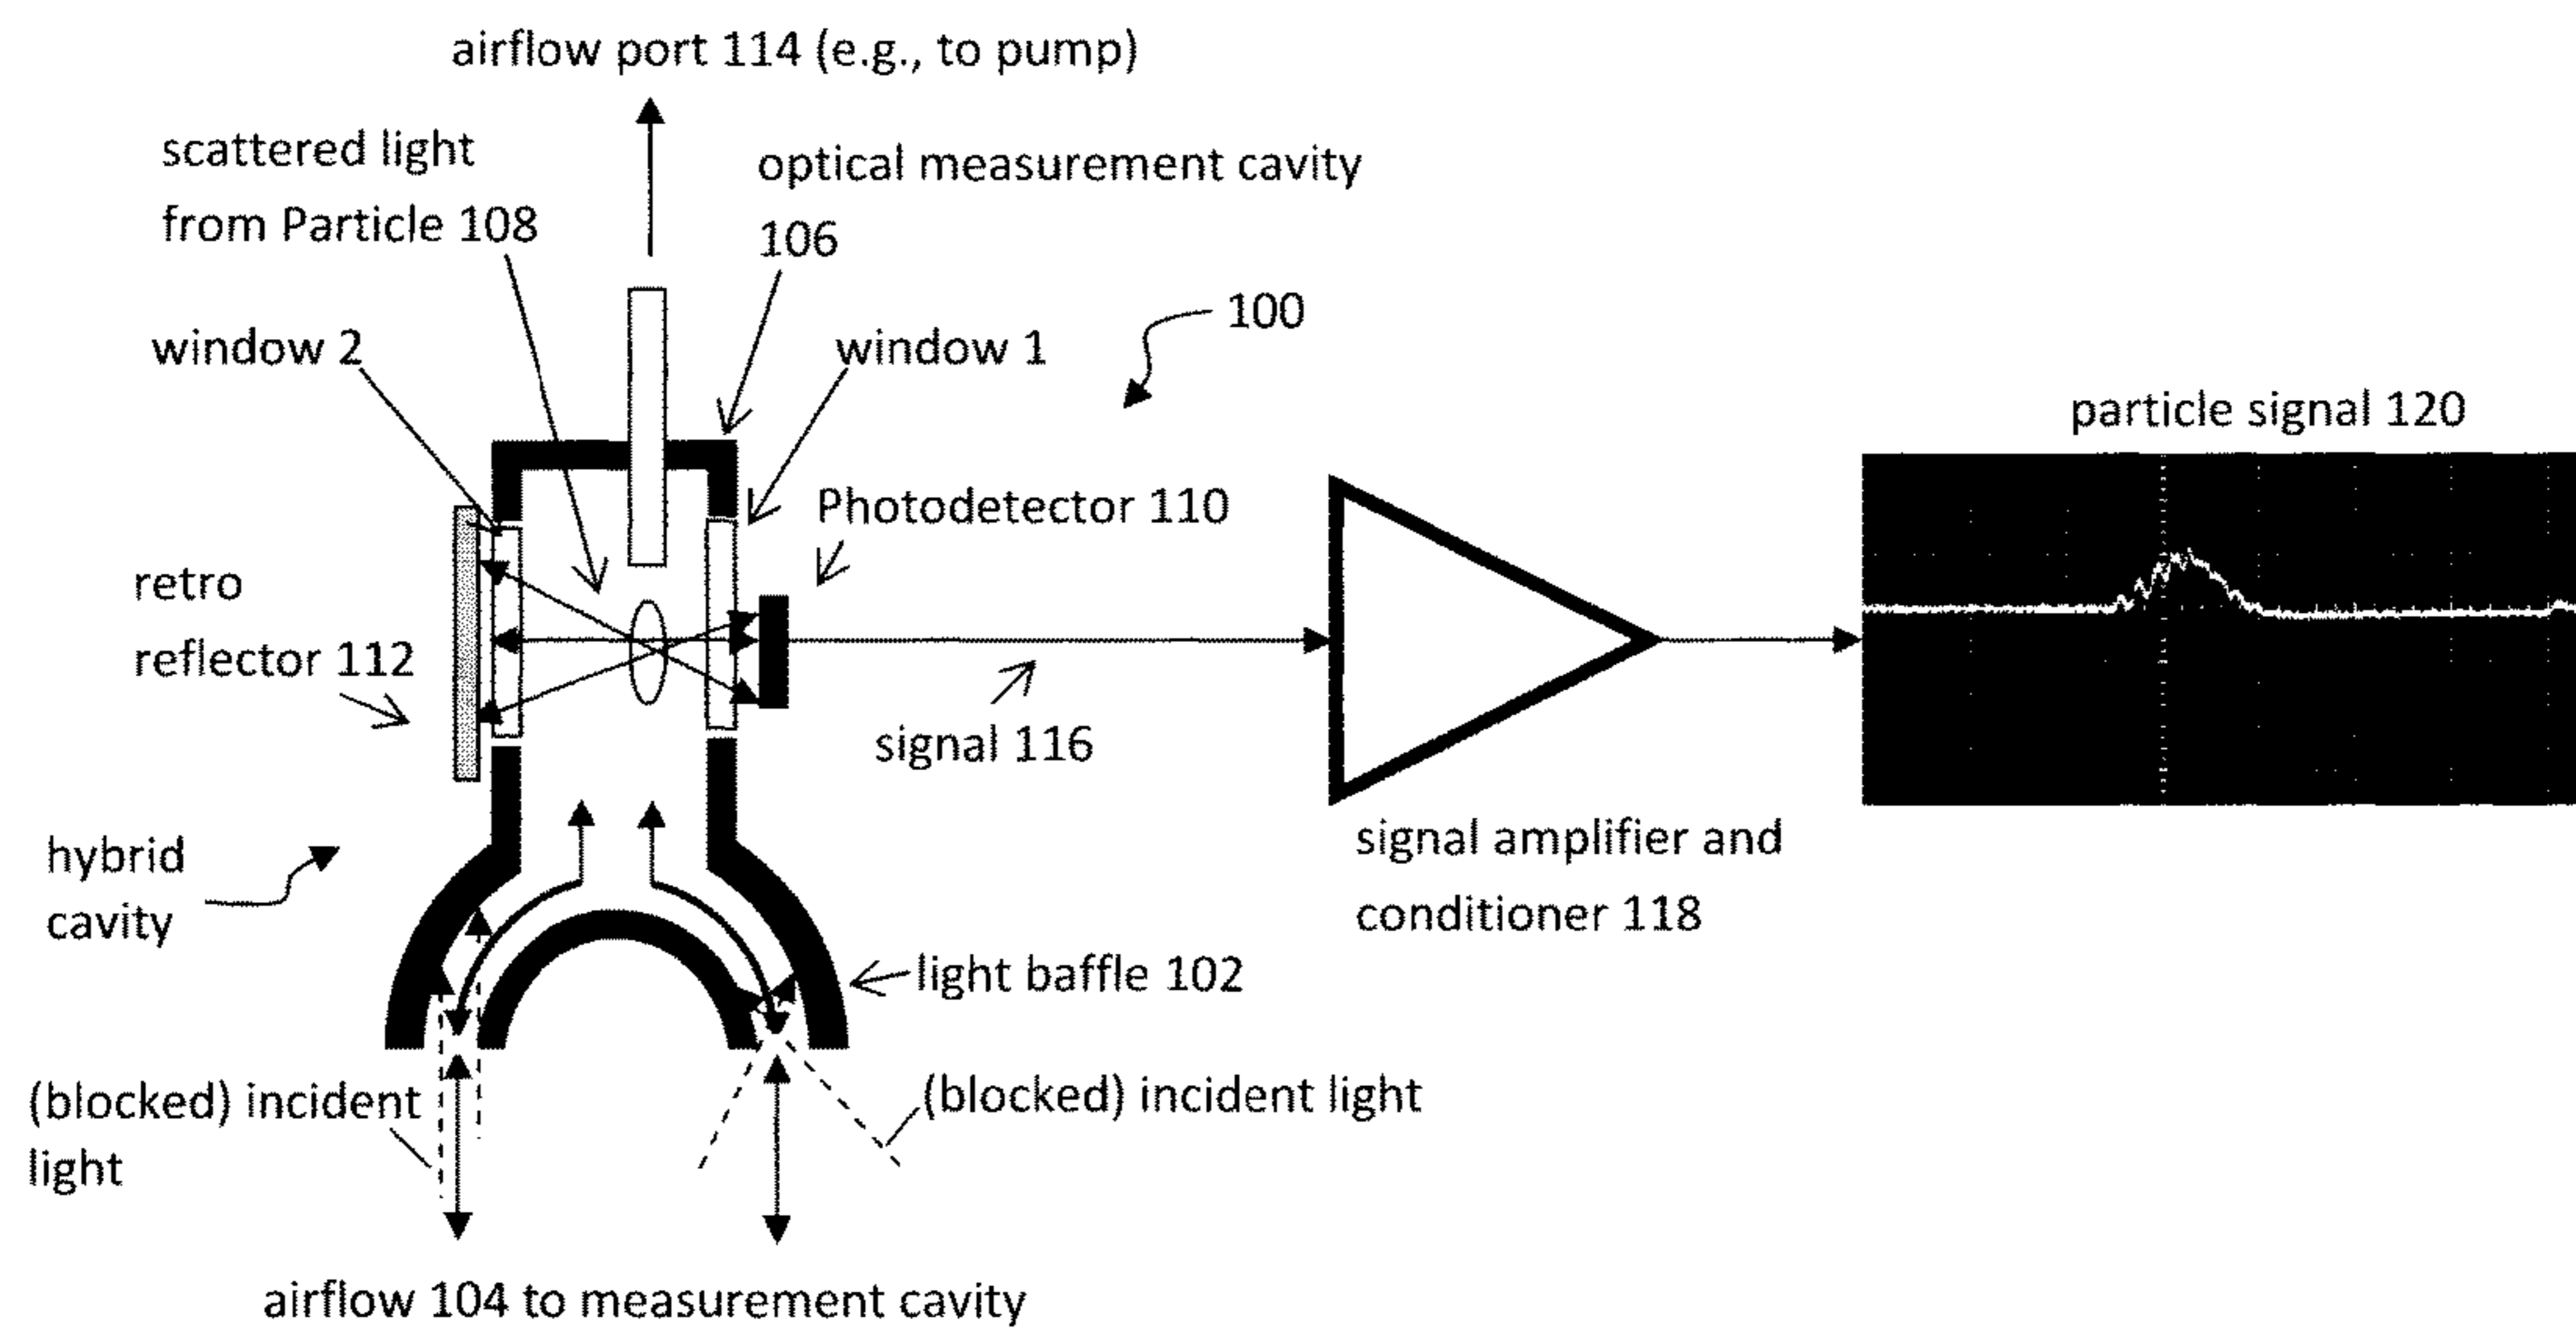 airflow port 114 (e.g., to pump)
scattered light
from Particle 108
optical measurement cavity
106
100
window 2
window 1
particle signal 120
Photodetector 110
retro
reflector 112
signal 116
hybrid
cavity
signal amplifier and
conditioner 118
light baffle 102
(blocked) incident
light
(blocked) incident light
airflow 104 to measurement cavity